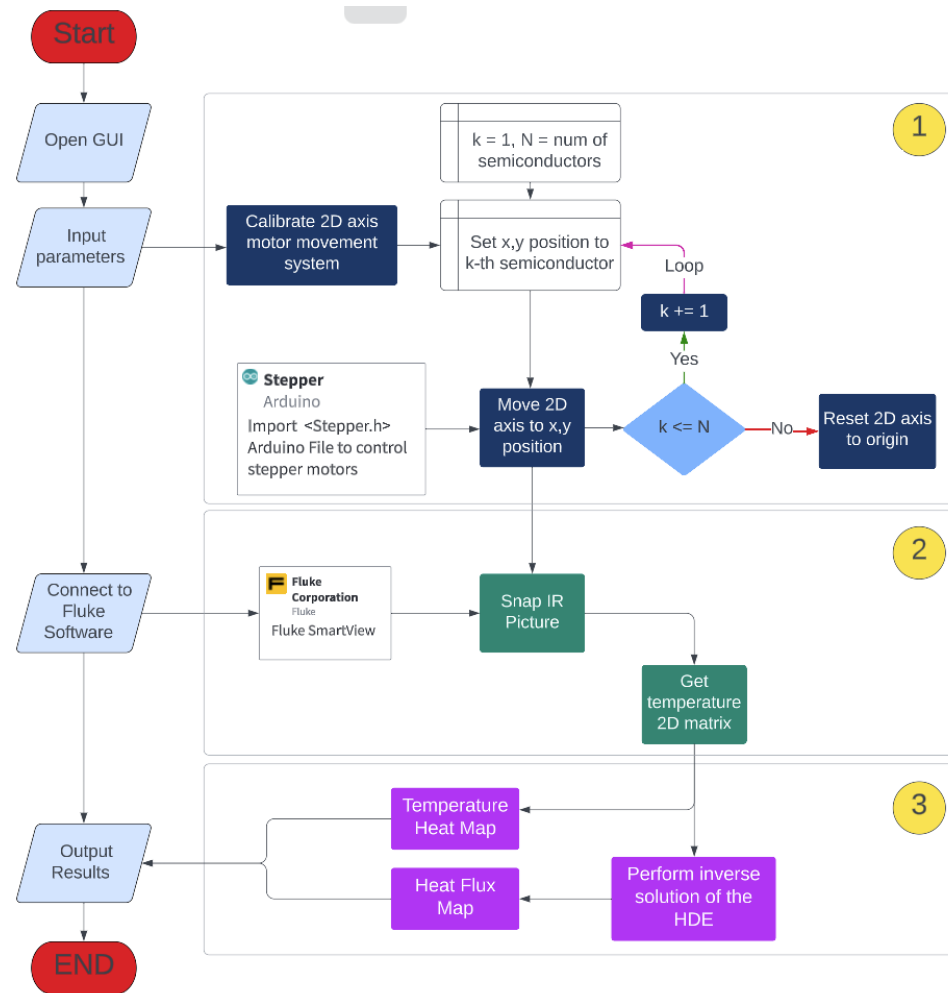 Start
Open GUI
Input
parameters
1
k = 1, N = num of
semiconductors
Calibrate 2D axis
motor movement
system
Set x,y position to
k-th semiconductor
Loop
k += 1
Yes
Stepper
Arduino
Import <Stepper.h>
Arduino File to control
stepper motors
Move 2D
axis to x,y
position
k <= N
No
Reset 2D axis
to origin
2
Connect to
Fluke
Software
Fluke
Corporation
Fluke
Fluke SmartView
Snap IR
Picture
Get
temperature
2D matrix
3
Temperature
Heat Map
Output
Results
Heat Flux
Map
Perform inverse
solution of the
HDE
END